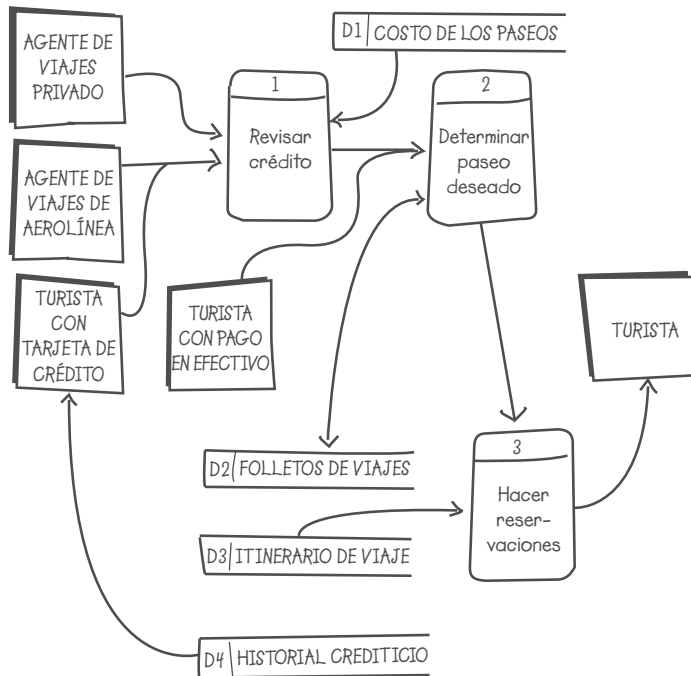 AGENTE DE
VIAJES
PRIVADO
D1 COSTO DE LOS PASEOS
1
Revisar
crédito
2
Determinar
paseo
deseado
AGENTE DE
VIAJES DE
AEROLÍNEA
TURISTA
CON
TARJETA DE
CRÉDITO
TURISTA
CON PAGO
EN EFECTIVO
TURISTA
D2 FOLLETOS DE VIAJES
3
Hacer
reser-
vaciones
D3 ITINERARIO DE VIAJE
D4 HISTORIAL CREDITICIO